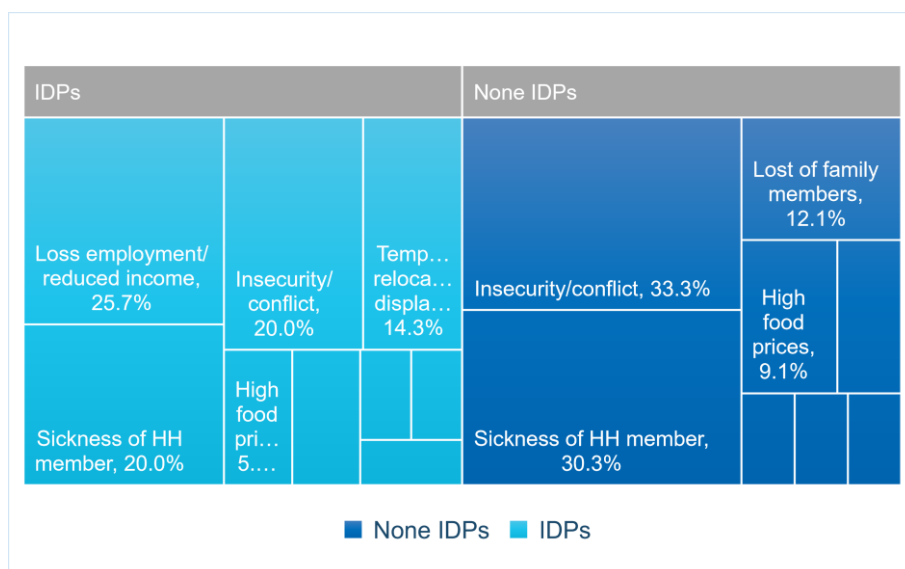 IDPs
None IDPs
Loss employment/
reduced income,
25.7%
Sickness of HH
member, 20.0%
Insecurity/
conflict,
20.0%
Temp…
reloca…
displa…
14.3%
High
food
pri…
5.…
Insecurity/conflict, 33.3%
Sickness of HH member,
30.3%
Lost of family
members,
12.1%
High
food
prices,
9.1%
None IDPs
IDPs